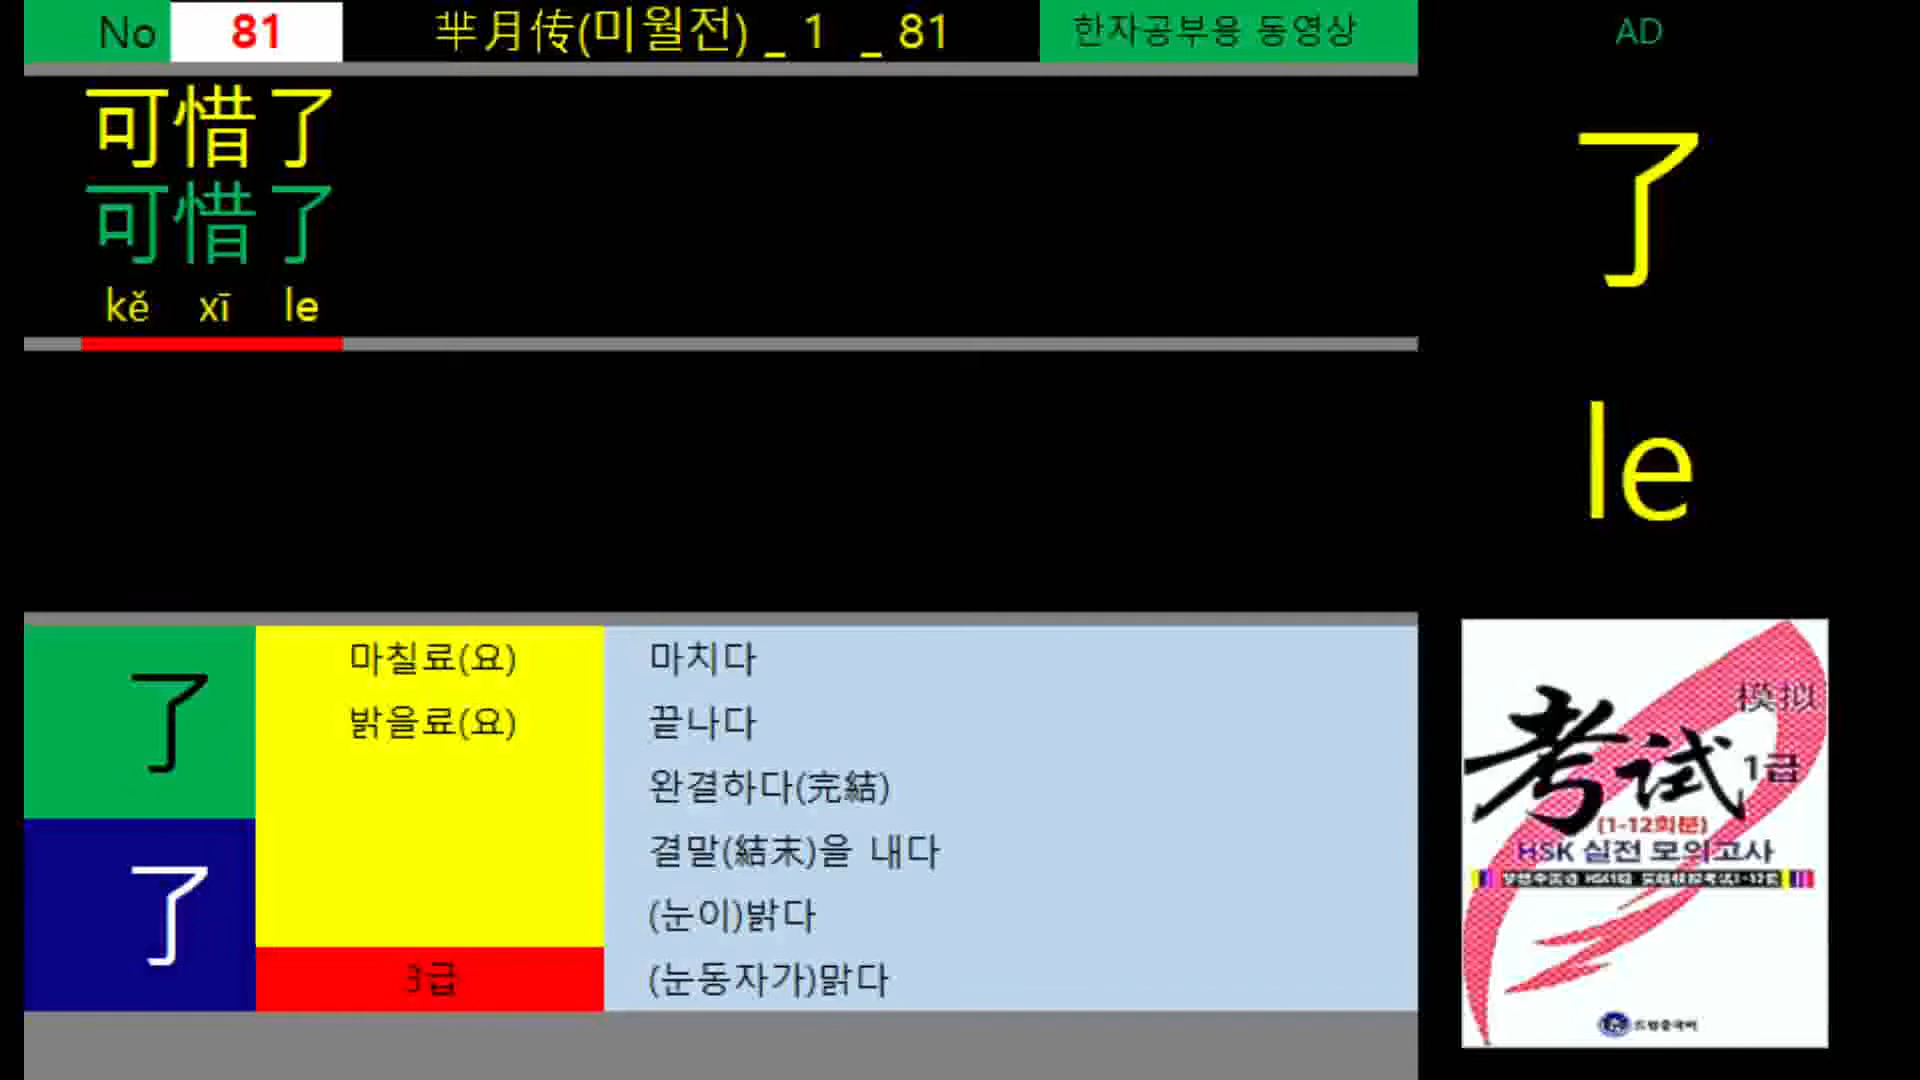 No 81 芈月传(미월전) _ 1 _ 81 한자공부용 동영상 AD
可惜了
可惜了
kě xī le
了
le
了
了
마칠료(요)
밝을료(요)
3급
마치다
끝나다
완결하다(完結)
결말(結末)을 내다
(눈이)밝다
(눈동자가)맑다
模拟
考试 1급
(1-12회분)
HSK 실전 모의고사